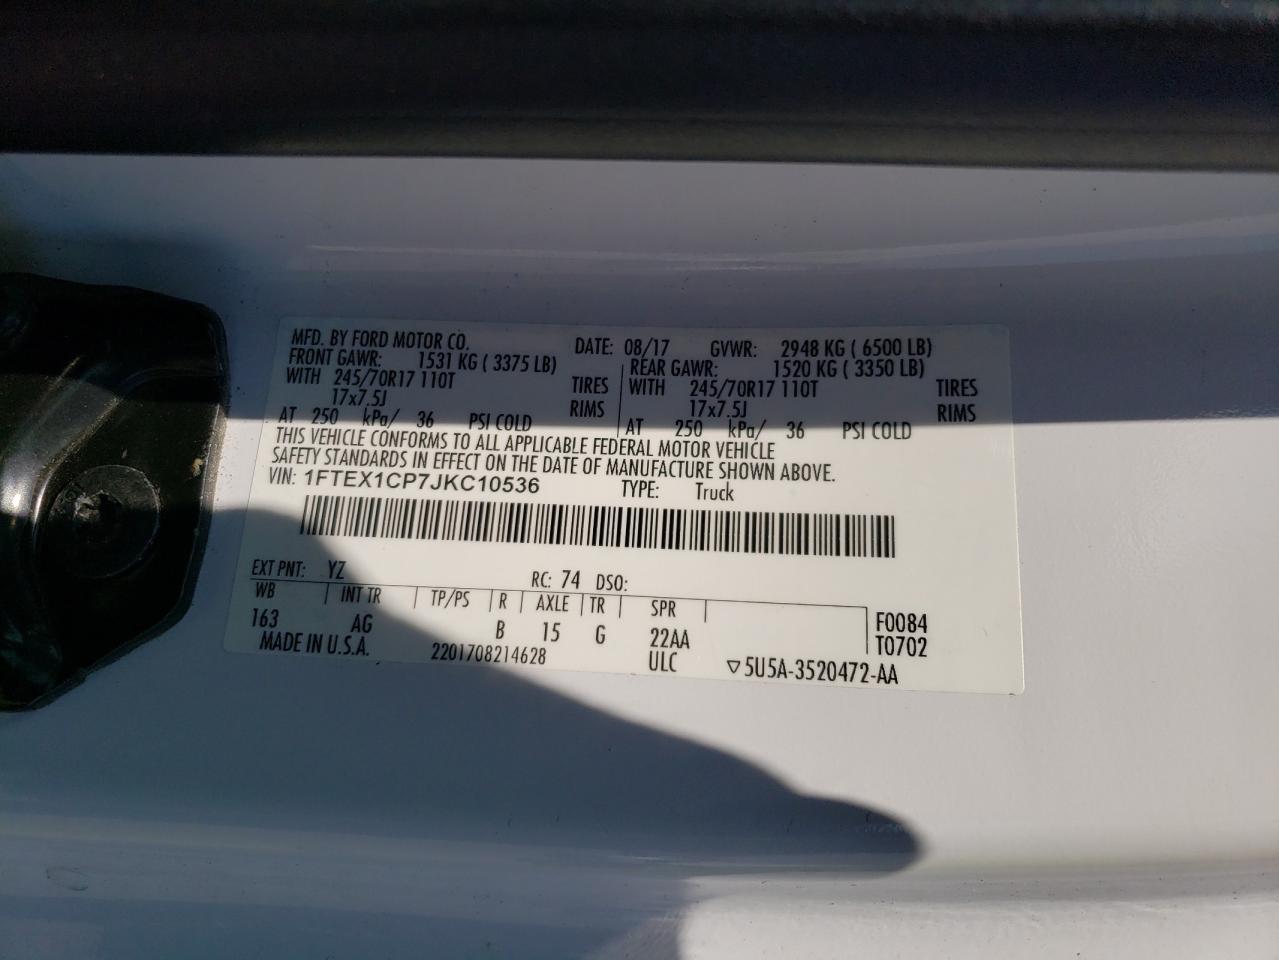 MFD. BY FORD MOTOR CO. DATE: 08/17 GVWR: 2948 KG ( 6500 LB)
FRONT GAWR: 1531 KG ( 3375 LB) REAR GAWR: 1520 KG ( 3350 LB)
WITH 245/70R17 110T TIRES WITH 245/70R17 110T TIRES
17x7.5J RIMS 17x7.5J RIMS
AT 250 kPa/ 36 PSI COLD AT 250 kPa/ 36 PSI COLD
THIS VEHICLE CONFORMS TO ALL APPLICABLE FEDERAL MOTOR VEHICLE
SAFETY STANDARDS IN EFFECT ON THE DATE OF MANUFACTURE SHOWN ABOVE.
VIN: 1FTEX1CP7JKC10536 TYPE: Truck
EXT PNT: YZ RC: 74 DSO:
WB INT TR TP/PS R AXLE TR SPR F0084
163 AG B 15 G 22AA T0702
MADE IN U.S.A. 2201708214628 ULC ▽5U5A-3520472-AA